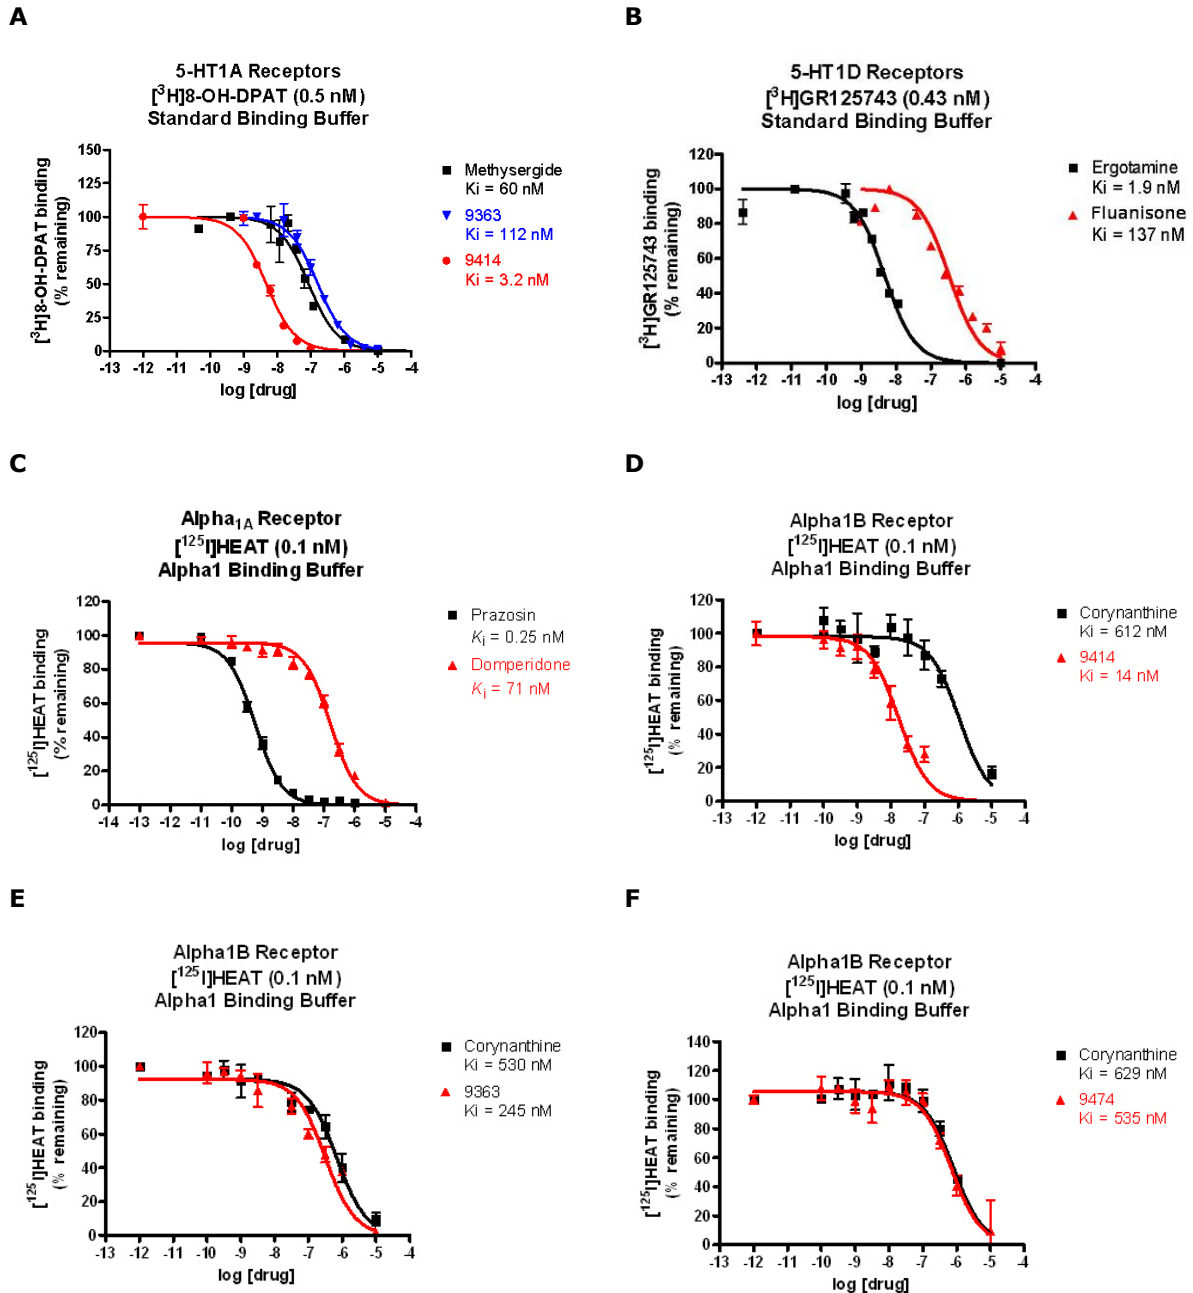 A
5-HT1A Receptors
[³H]8-OH-DPAT (0.5 nM)
Standard Binding Buffer
[³H]8-OH-DPAT binding
(% remaining)
150
125
100
75
50
25
0
-13 -12 -11 -10 -9 -8 -7 -6 -5 -4
log [drug]
Methysergide
Ki = 60 nM
9363
Ki = 112 nM
9414
Ki = 3.2 nM
B
5-HT1D Receptors
[³H]GR125743 (0.43 nM)
Standard Binding Buffer
[³H]GR125743 binding
(% remaining)
120
100
80
60
40
20
0
-13 -12 -11 -10 -9 -8 -7 -6 -5 -4
log [drug]
Ergotamine
Ki = 1.9 nM
Fluanisone
Ki = 137 nM
C
Alpha₁A Receptor
[¹²⁵I]HEAT (0.1 nM)
Alpha1 Binding Buffer
[¹²⁵I]HEAT binding
(% remaining)
120
100
80
60
40
20
0
-14 -13 -12 -11 -10 -9 -8 -7 -6 -5 -4
log [drug]
Prazosin
Kᵢ = 0.25 nM
Domperidone
Kᵢ = 71 nM
D
Alpha1B Receptor
[¹²⁵I]HEAT (0.1 nM)
Alpha1 Binding Buffer
[¹²⁵I]HEAT binding
(% remaining)
120
100
80
60
40
20
0
-13 -12 -11 -10 -9 -8 -7 -6 -5 -4
log [drug]
Corynanthine
Ki = 612 nM
9414
Ki = 14 nM
E
Alpha1B Receptor
[¹²⁵I]HEAT (0.1 nM)
Alpha1 Binding Buffer
[¹²⁵I]HEAT binding
(% remaining)
120
100
80
60
40
20
0
-13 -12 -11 -10 -9 -8 -7 -6 -5 -4
log [drug]
Corynanthine
Ki = 530 nM
9363
Ki = 245 nM
F
Alpha1B Receptor
[¹²⁵I]HEAT (0.1 nM)
Alpha1 Binding Buffer
[¹²⁵I]HEAT binding
(% remaining)
140
120
100
80
60
40
20
0
-13 -12 -11 -10 -9 -8 -7 -6 -5 -4
log [drug]
Corynanthine
Ki = 629 nM
9474
Ki = 535 nM